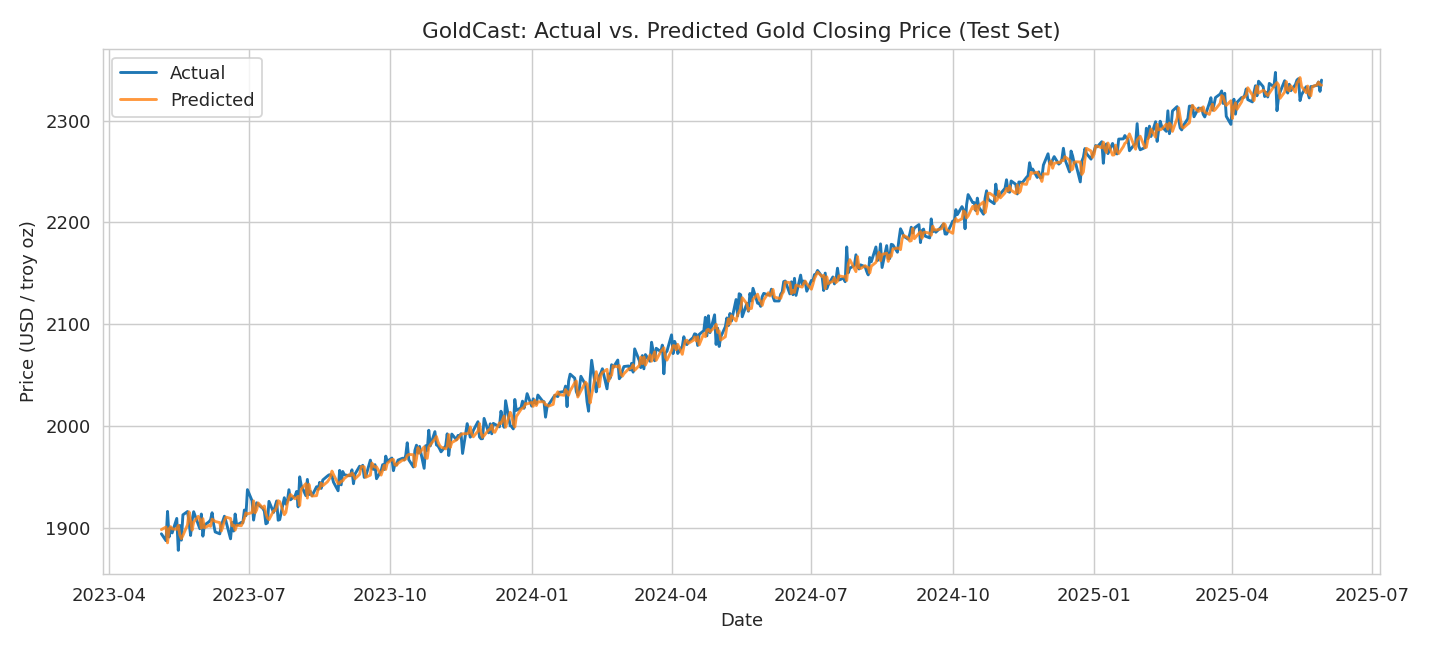 GoldCast: Actual vs. Predicted Gold Closing Price (Test Set)
Actual
Predicted
Price (USD / troy oz)
2300
2200
2100
2000
1900
2023-04 2023-07 2023-10 2024-01 2024-04 2024-07 2024-10 2025-01 2025-04 2025-07
Date